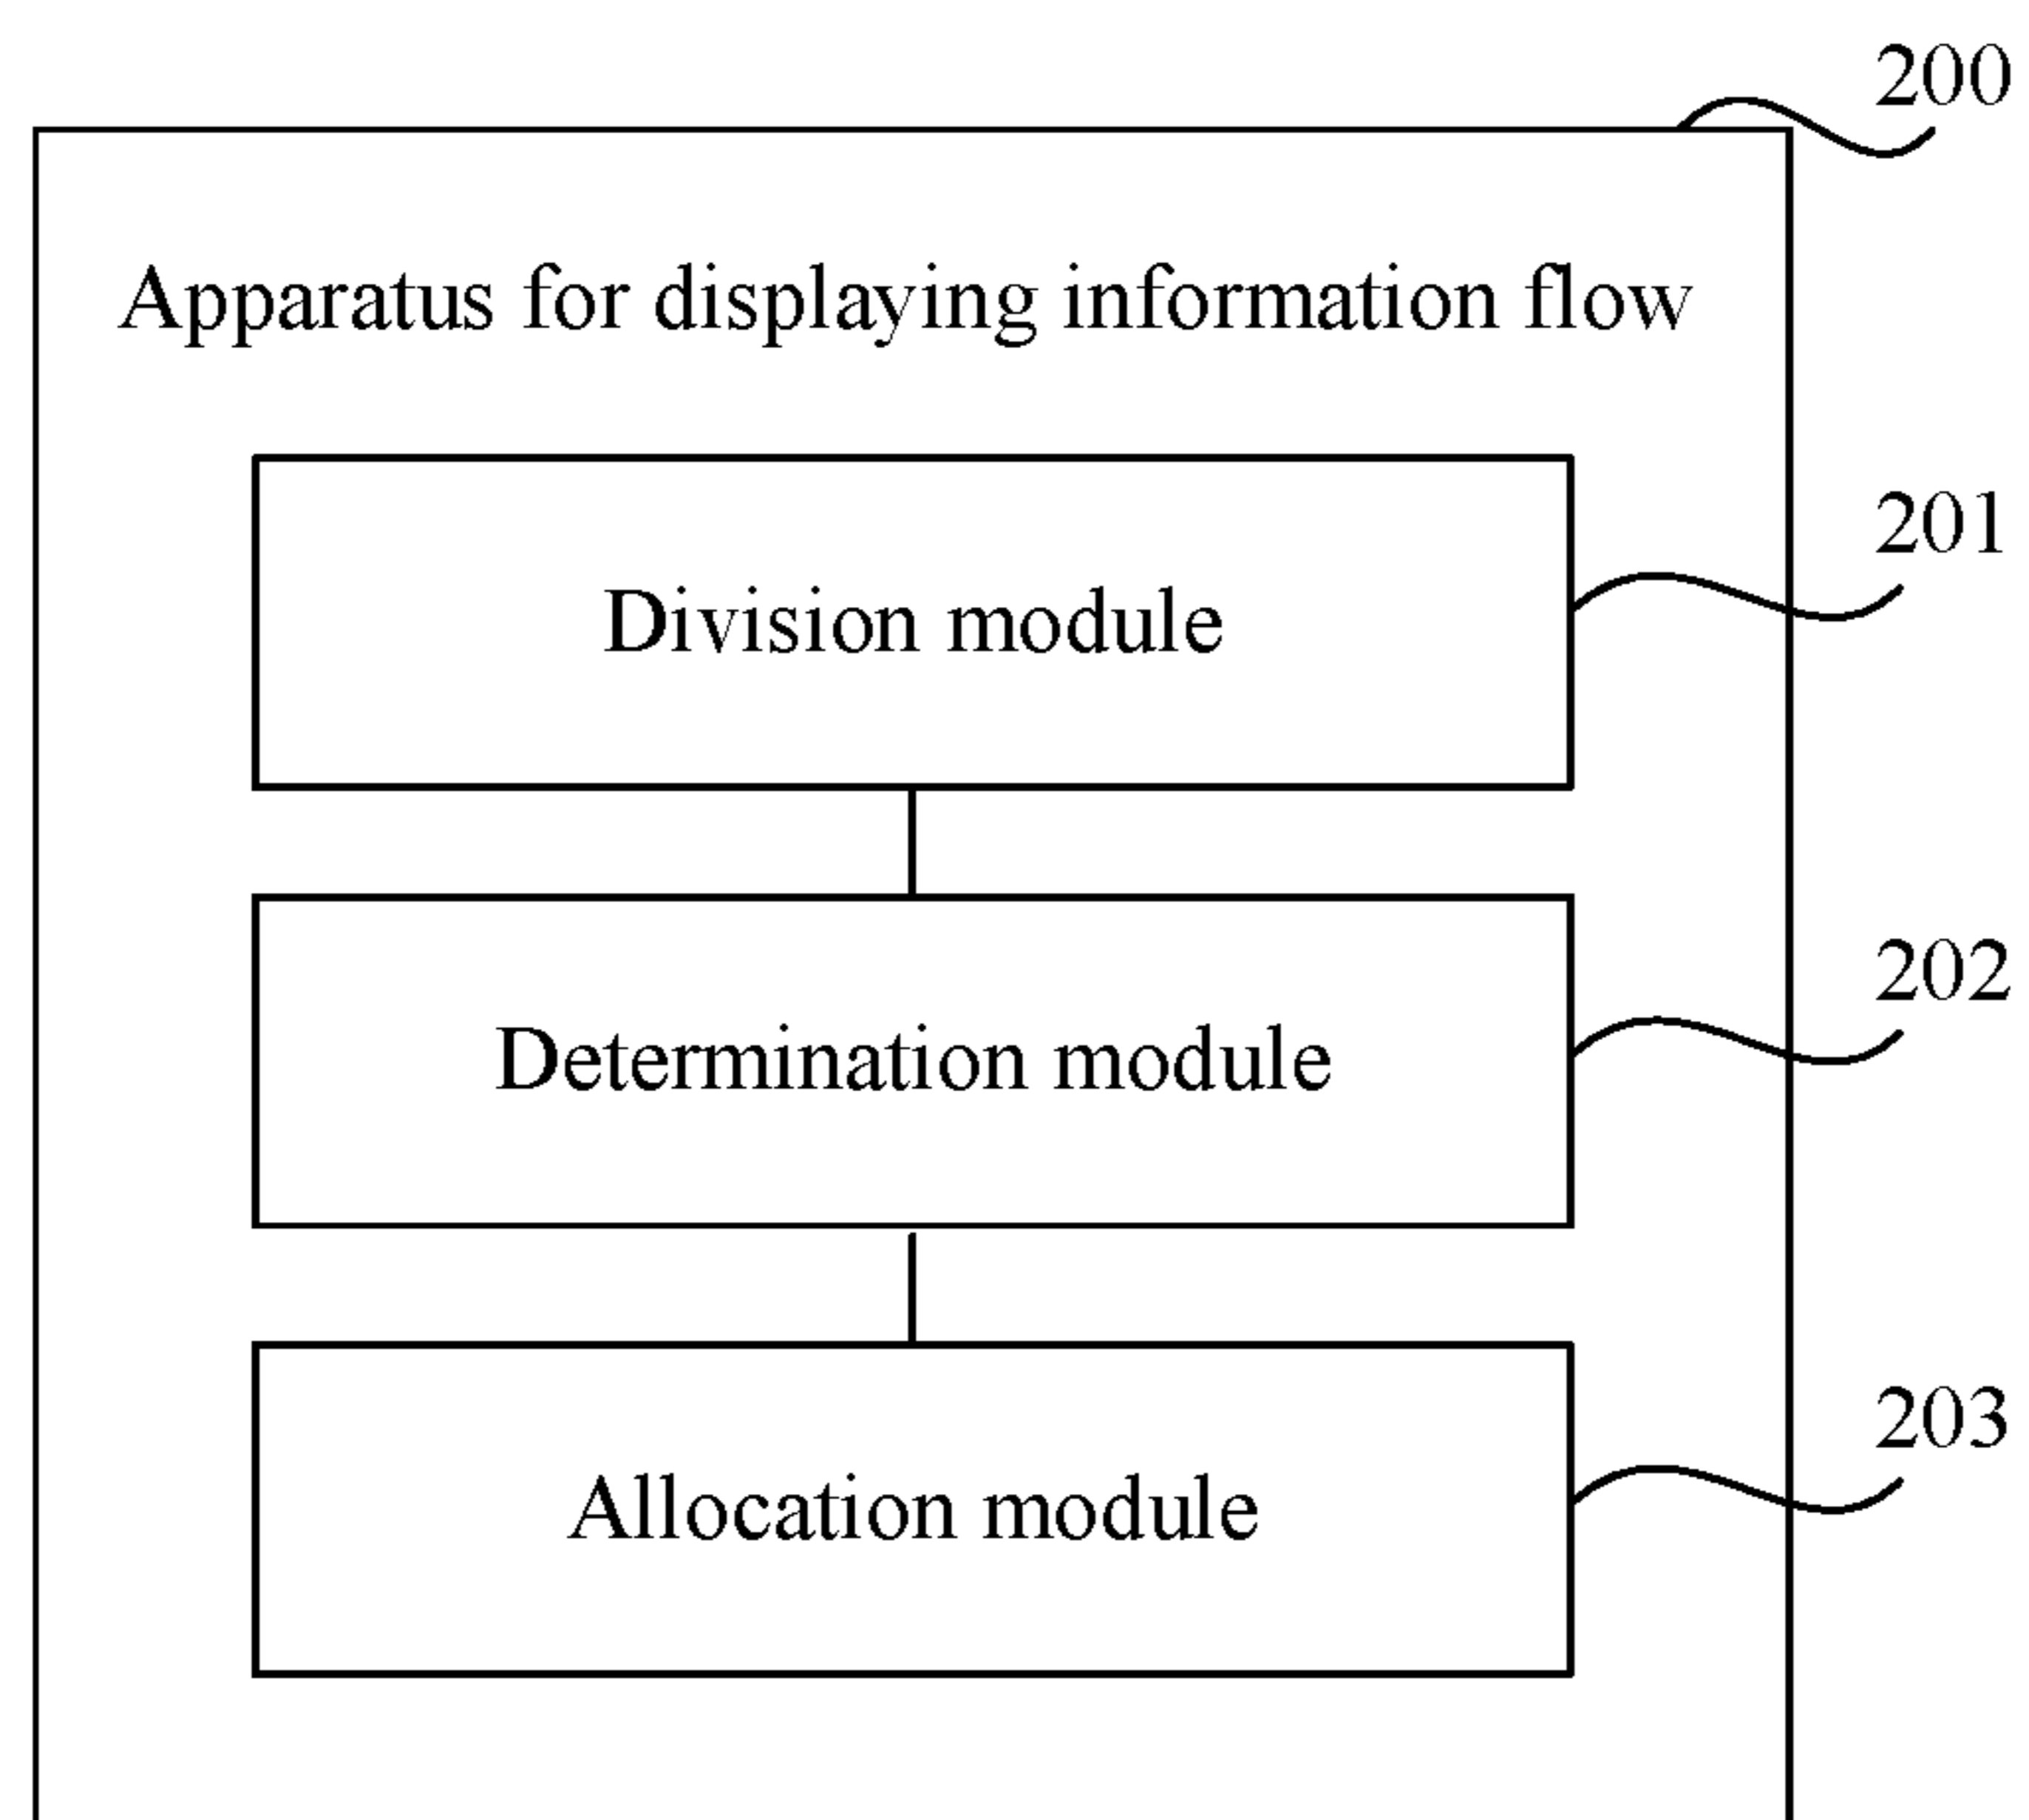 200
Apparatus for displaying information flow
201
Division module
202
Determination module
203
Allocation module